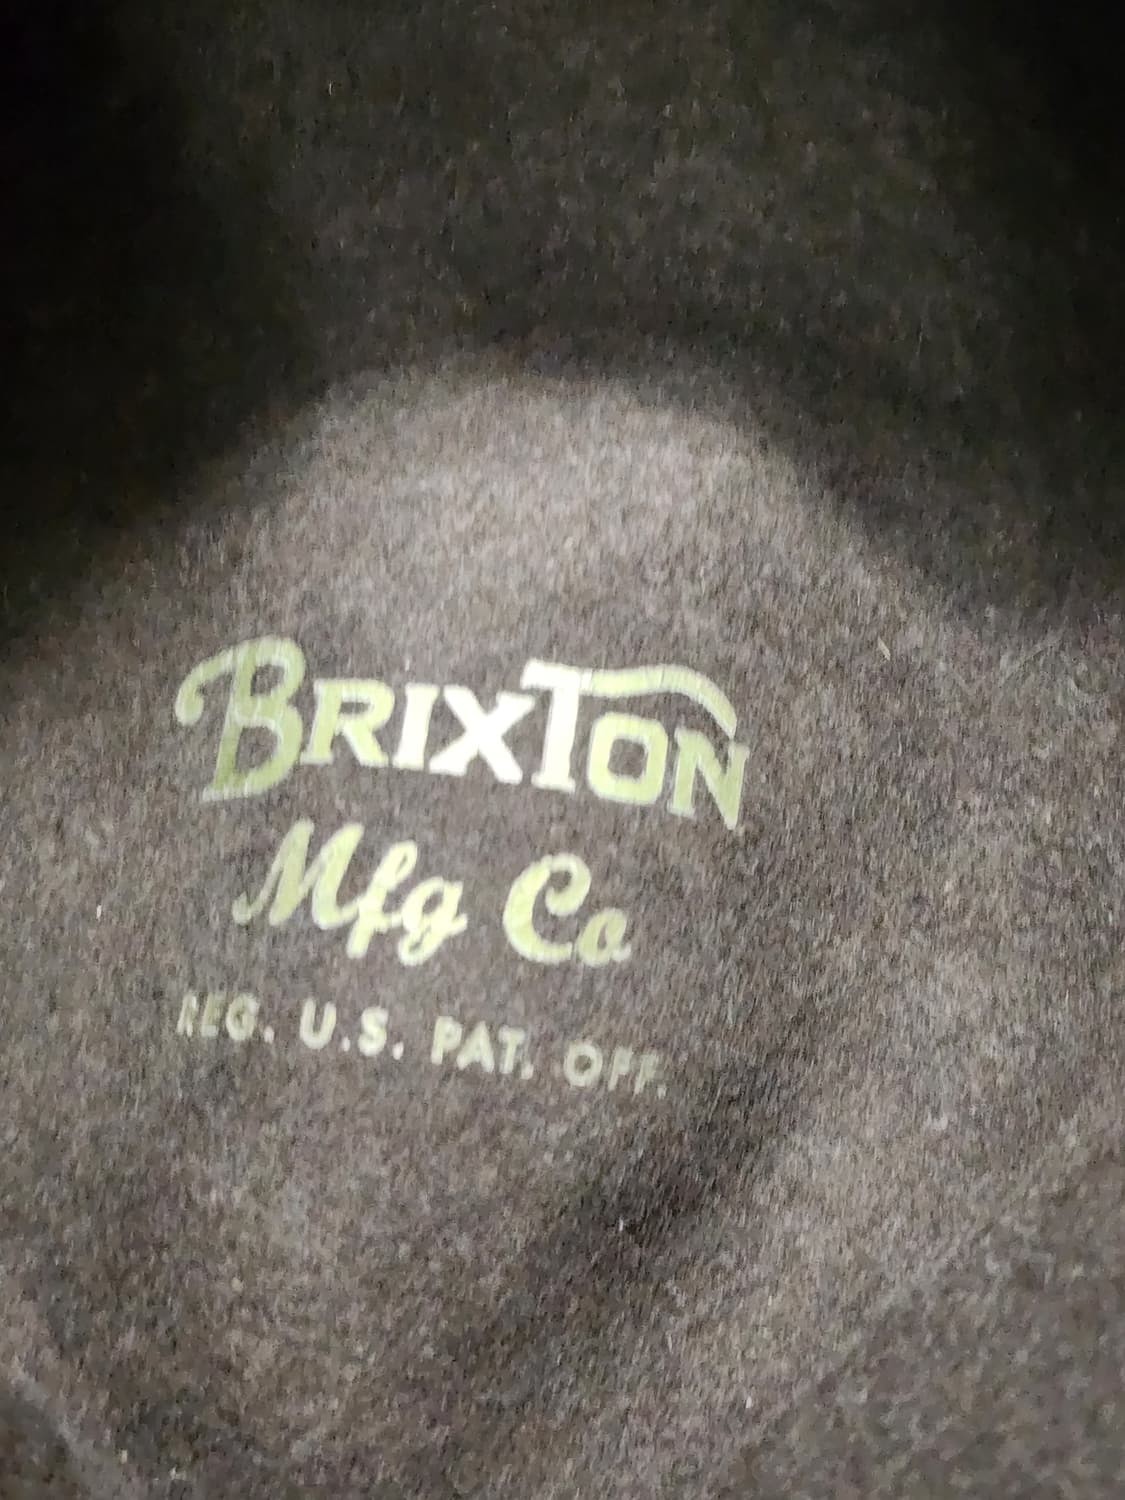 BRIXTON
Mfg Co
REG. U.S. PAT. OFF.